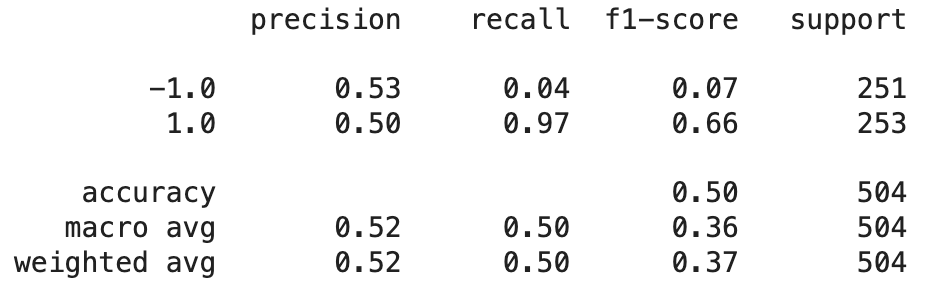 precision recall f1-score support
-1.0 0.53 0.04 0.07 251
1.0 0.50 0.97 0.66 253
accuracy 0.50 504
macro avg 0.52 0.50 0.36 504
weighted avg 0.52 0.50 0.37 504